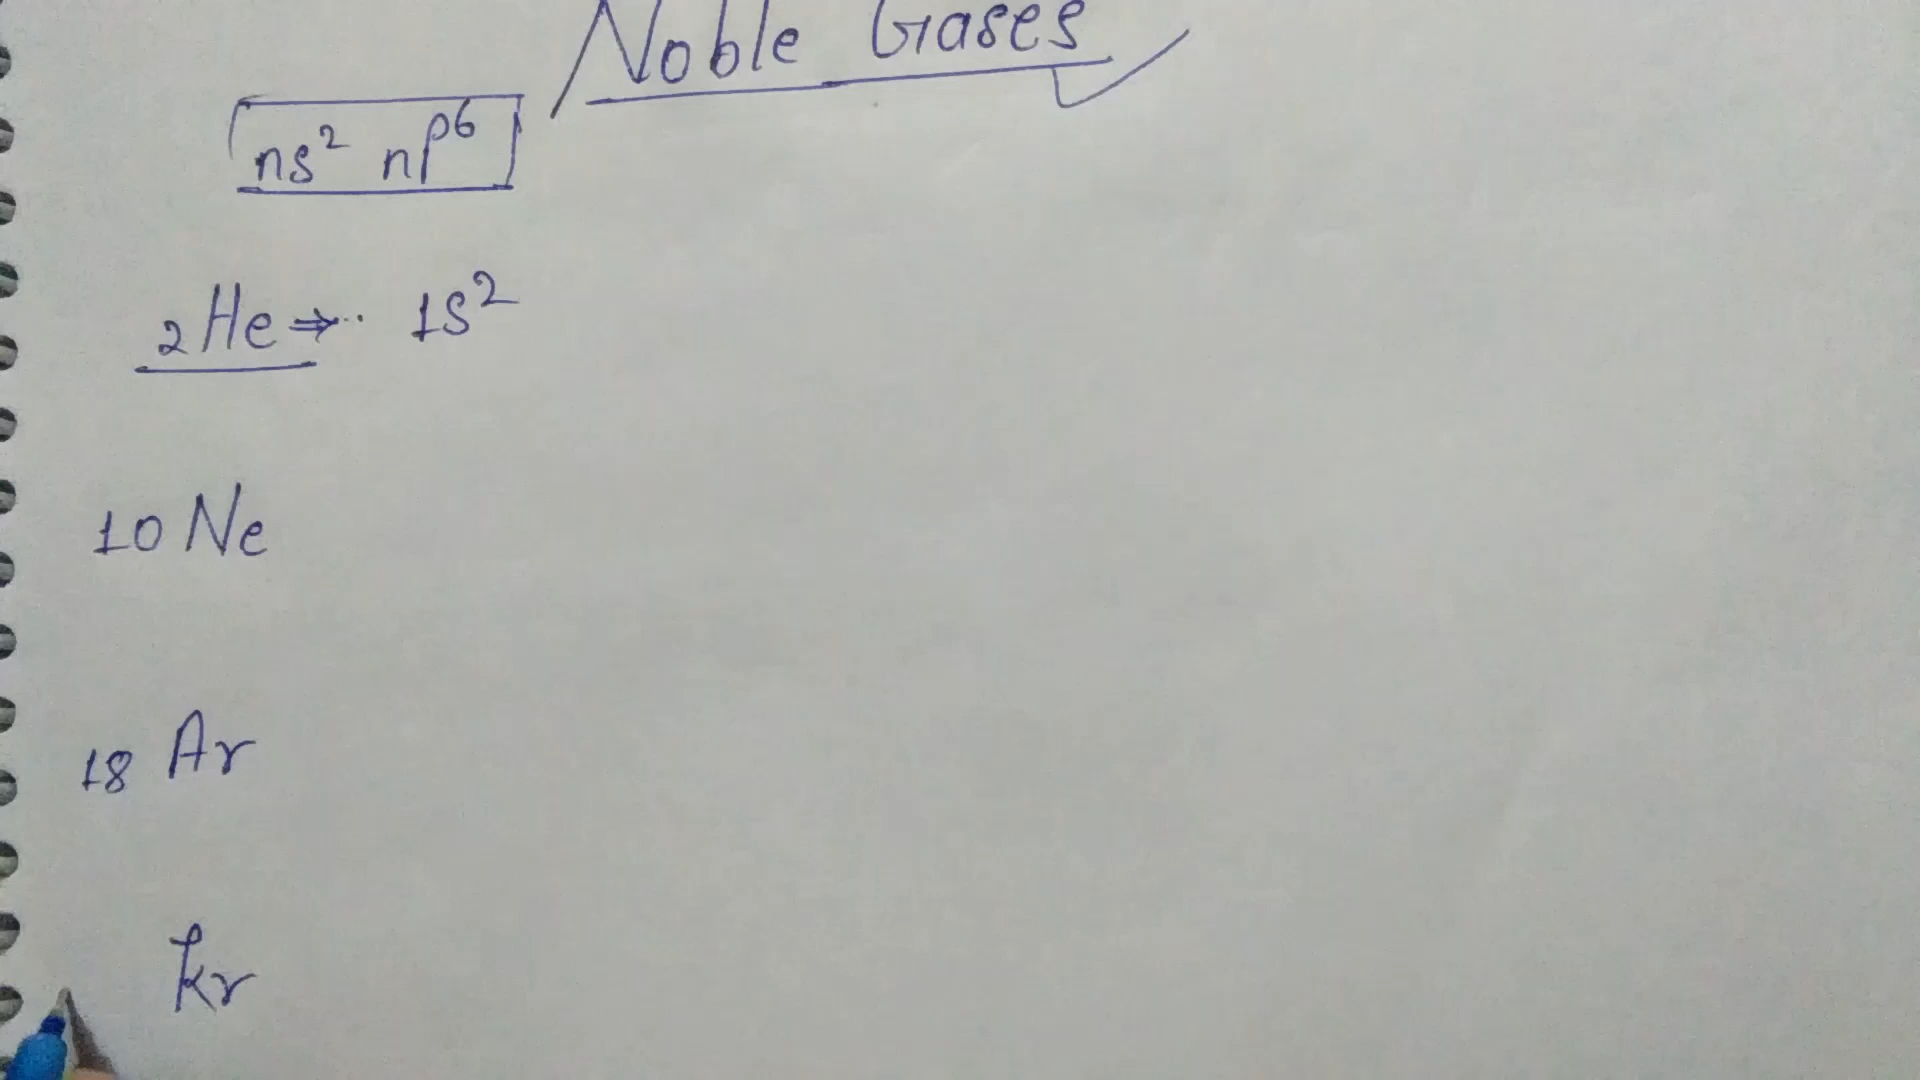 Noble Gases
ns² np⁶
₂He ⇒ 1s²
10 Ne
18 Ar
kr